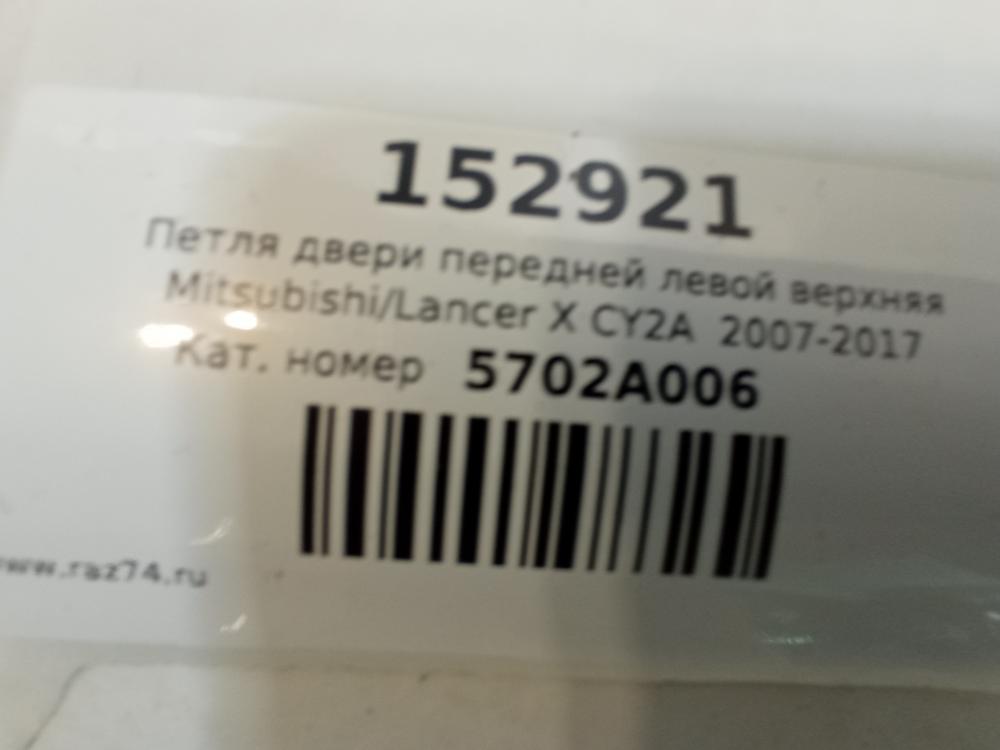 152921
Петля двери передней левой верхняя
Mitsubishi/Lancer X CY2A 2007-2017
Кат. номер 5702A006
www.raz74.ru